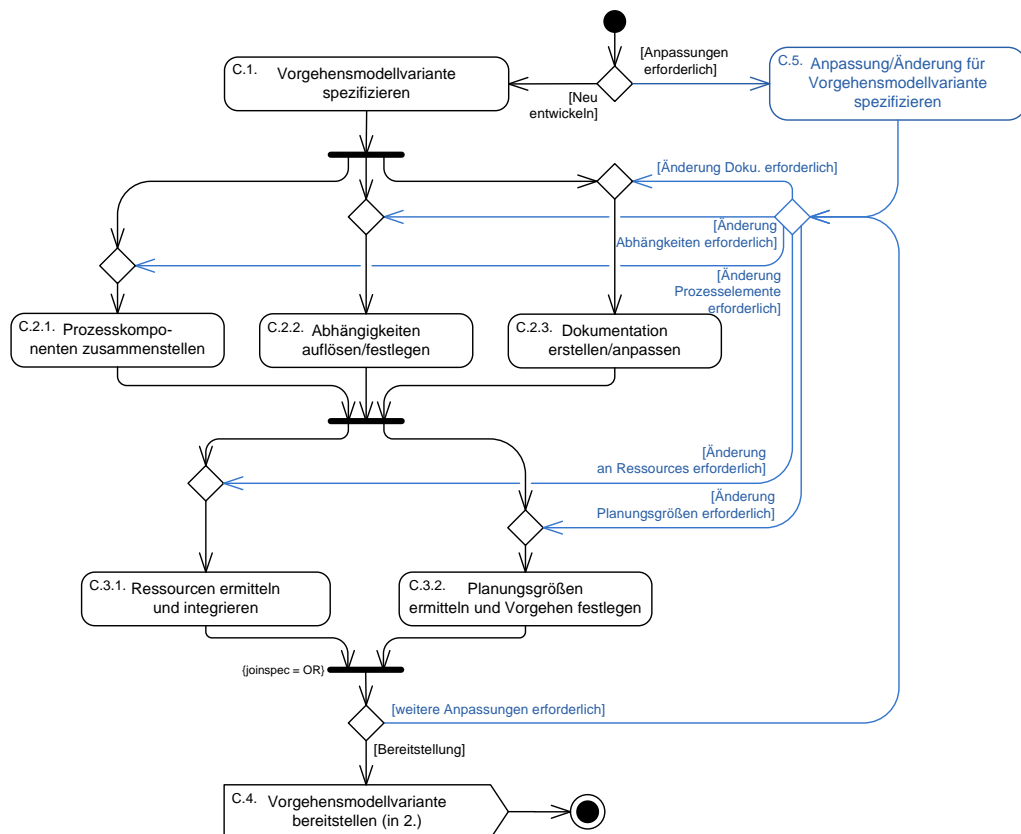 [Anpassungen
erforderlich]
C.1. Vorgehensmodellvariante
spezifizieren
C.5. Anpassung/Änderung für
Vorgehensmodellvariante
spezifizieren
[Neu
entwickeln]
[Änderung Doku. erforderlich]
[Änderung
Abhängkeiten erforderlich]
[Änderung
Prozesselemente
erforderlich]
C.2.1. Prozesskompo-
nenten zusammenstellen
C.2.2. Abhängigkeiten
auflösen/festlegen
C.2.3. Dokumentation
erstellen/anpassen
[Änderung
an Ressources erforderlich]
[Änderung
Planungsgrößen erforderlich]
C.3.1. Ressourcen ermitteln
und integrieren
C.3.2. Planungsgrößen
ermitteln und Vorgehen festlegen
{joinspec = OR}
[weitere Anpassungen erforderlich]
[Bereitstellung]
C.4. Vorgehensmodellvariante
bereitstellen (in 2.)